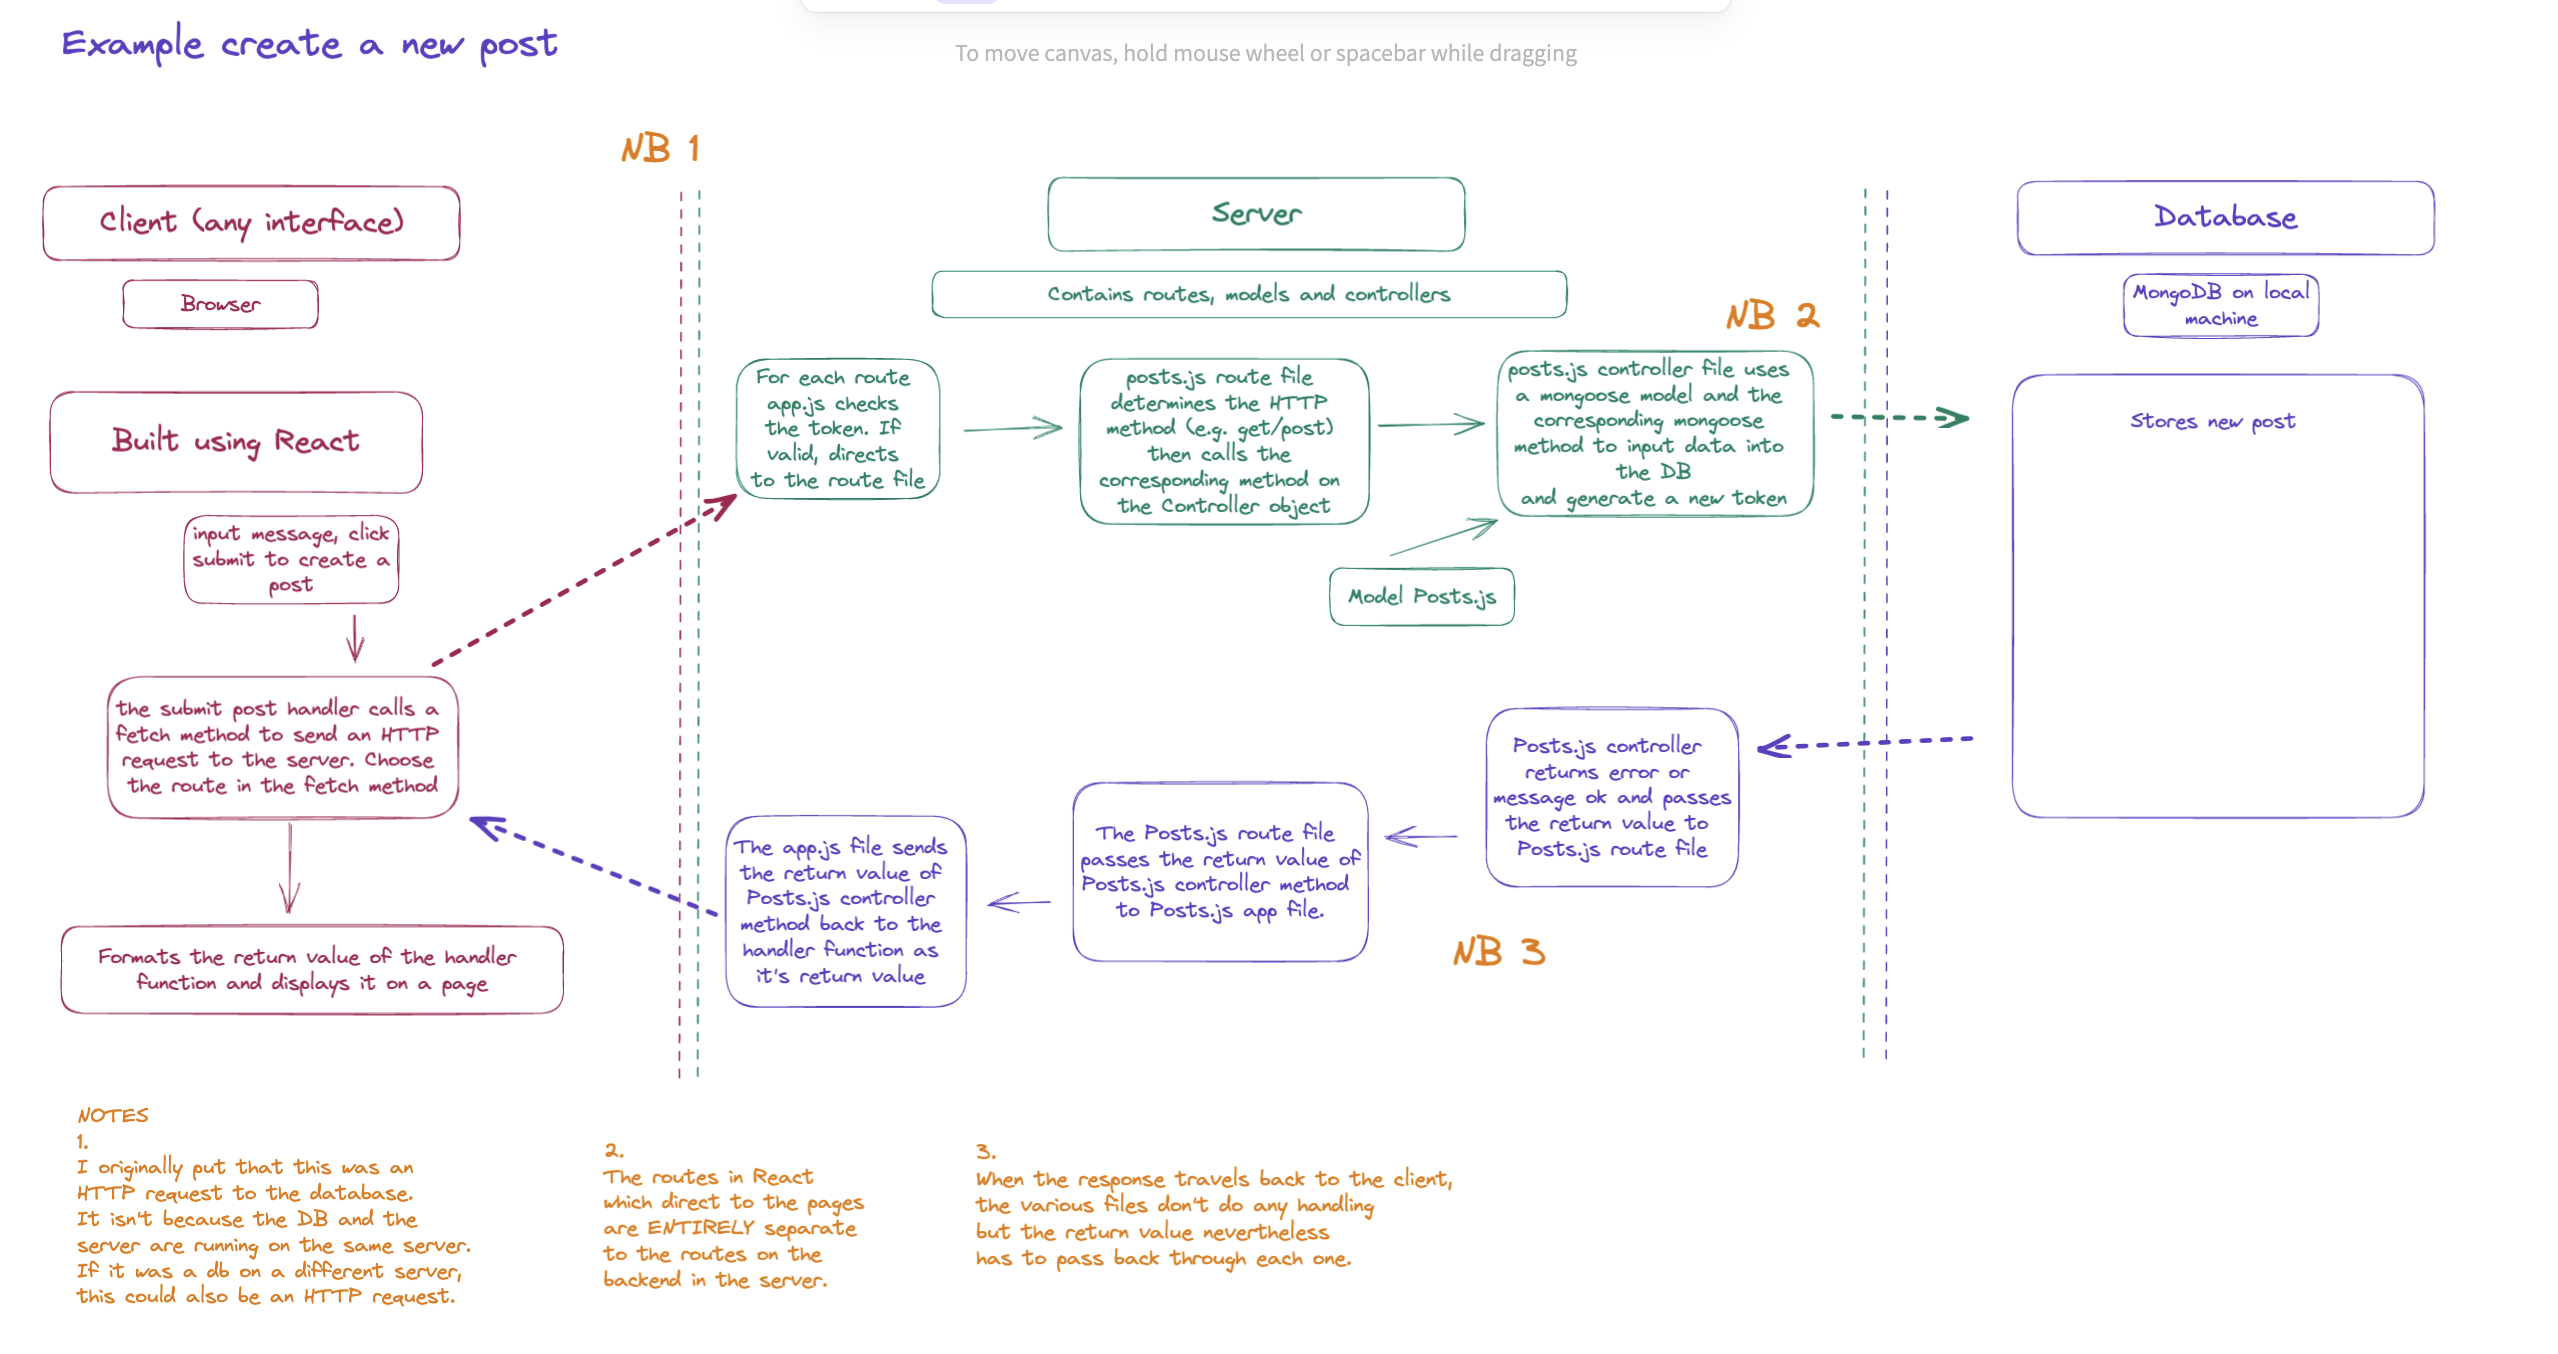 Example create a new post
To move canvas, hold mouse wheel or spacebar while dragging
NB 1
Client (any interface)
Browser
Built using React
input message, click
submit to create a
post
the submit post handler calls a
fetch method to send an HTTP
request to the server. Choose
the route in the fetch method
Formats the return value of the handler
function and displays it on a page
Server
Contains routes, models and controllers
NB 2
For each route
app.js checks
the token. If
valid, directs
to the route file
posts.js route file
determines the HTTP
method (e.g. get/post)
then calls the
corresponding method on
the Controller object
posts.js controller file uses
a mongoose model and the
corresponding mongoose
method to input data into
the DB
and generate a new token
Model Posts.js
Database
MongoDB on local
machine
Stores new post
Posts.js controller
returns error or
message ok and passes
the return value to
Posts.js route file
The Posts.js route file
passes the return value of
Posts.js controller method
to Posts.js app file.
The app.js file sends
the return value of
Posts.js controller
method back to the
handler function as
it's return value
NB 3
NOTES
1.
I originally put that this was an
HTTP request to the database.
It isn't because the DB and the
server are running on the same server.
If it was a db on a different server,
this could also be an HTTP request.
2.
The routes in React
which direct to the pages
are ENTIRELY separate
to the routes on the
backend in the server.
3.
When the response travels back to the client,
the various files don't do any handling
but the return value nevertheless
has to pass back through each one.